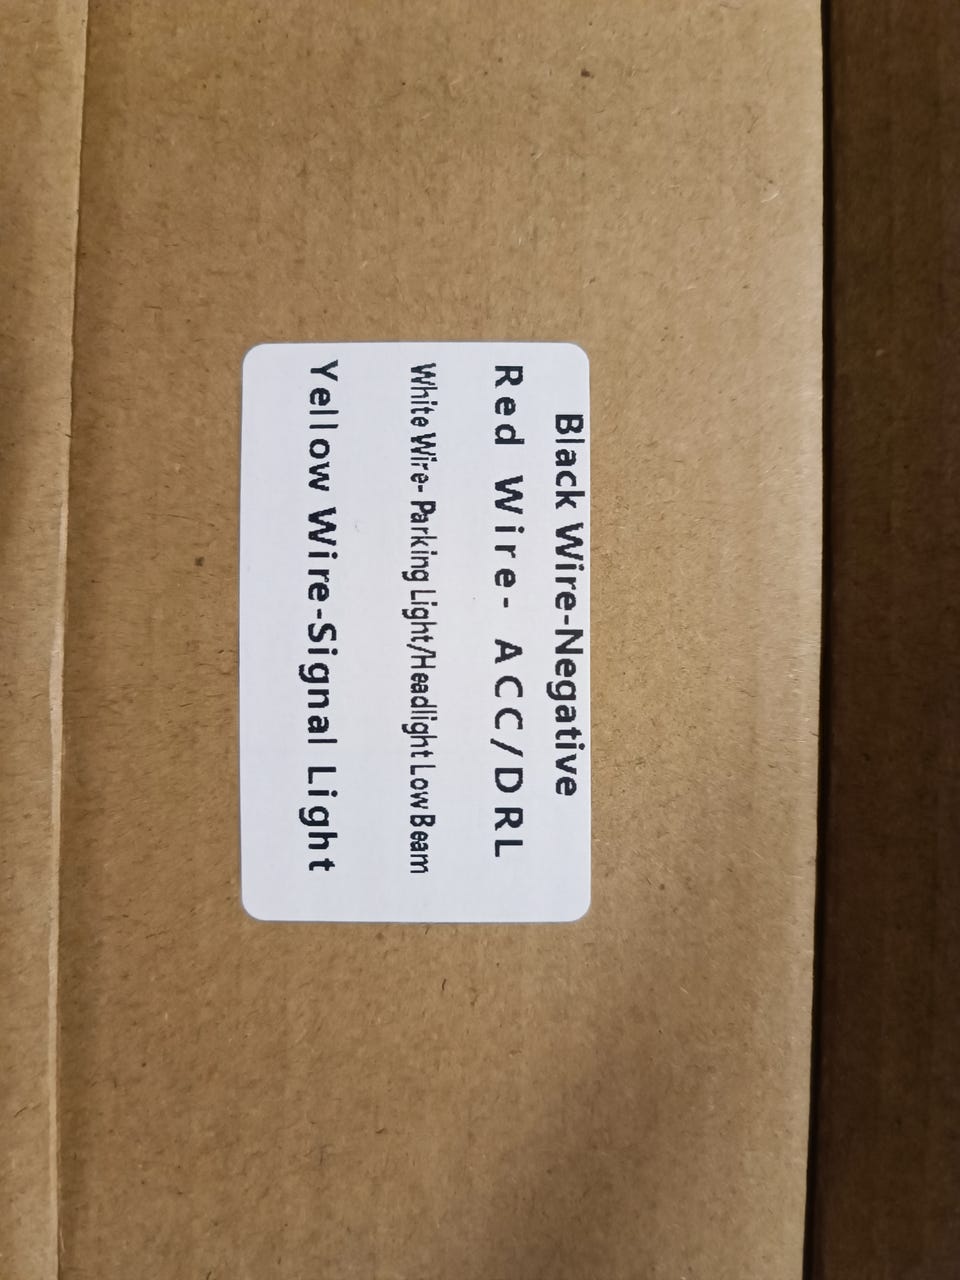 Black Wire-Negative
Red Wire- ACC/DRL
White Wire- Parking Light/Headlight Low Beam
Yellow Wire-Signal Light